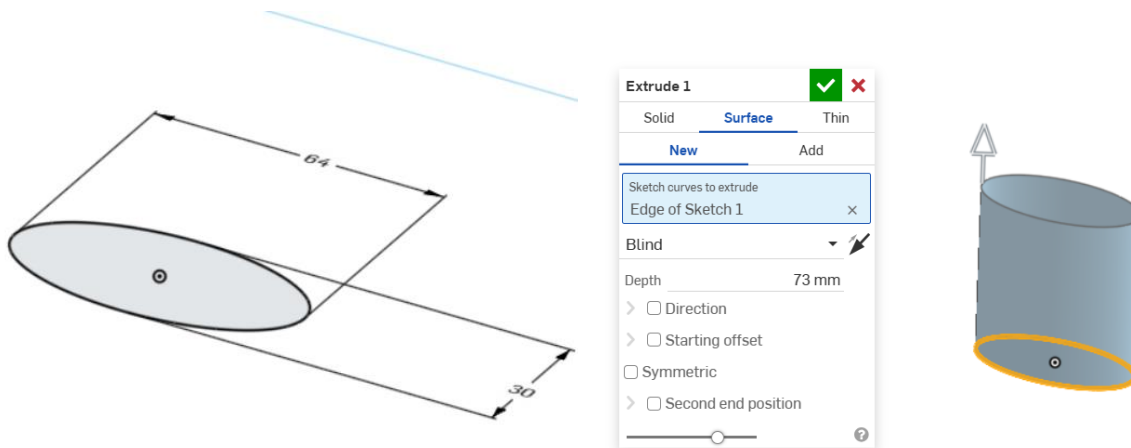 64
30
Extrude 1
Solid Surface Thin
New Add
Sketch curves to extrude
Edge of Sketch 1
Blind
Depth 73 mm
Direction
Starting offset
Symmetric
Second end position